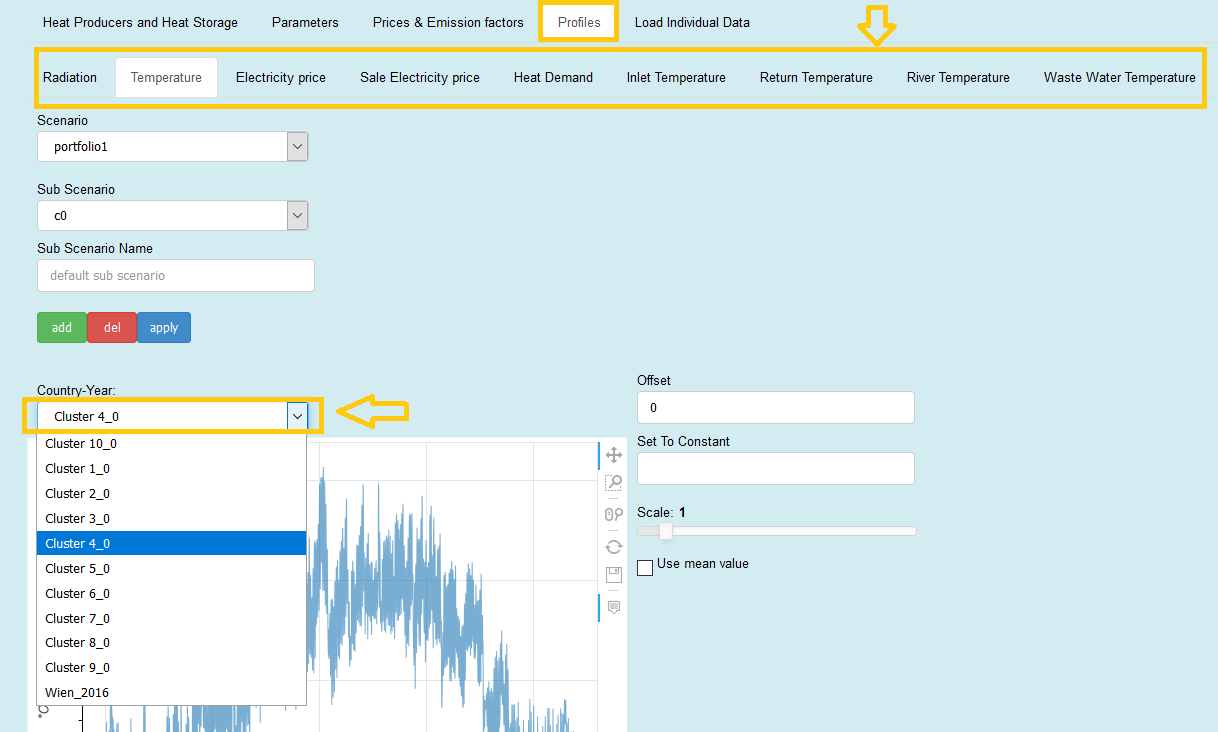 Heat Producers and Heat Storage Parameters Prices & Emission factors Profiles Load Individual Data
Radiation Temperature Electricity price Sale Electricity price Heat Demand Inlet Temperature Return Temperature River Temperature Waste Water Temperature
Scenario
portfolio1
Sub Scenario
c0
Sub Scenario Name
default sub scenario
add del apply
Country-Year:
Cluster 4_0
Cluster 10_0
Cluster 1_0
Cluster 2_0
Cluster 3_0
Cluster 4_0
Cluster 5_0
Cluster 6_0
Cluster 7_0
Cluster 8_0
Cluster 9_0
Wien_2016
Offset
0
Set To Constant
Scale: 1
Use mean value